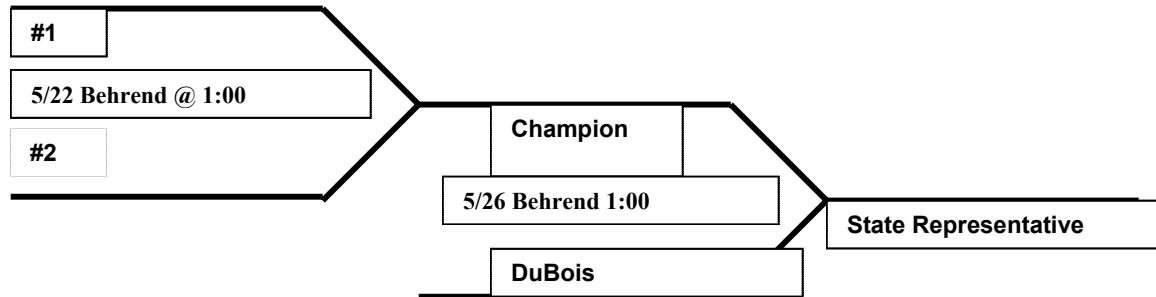 #1
5/22 Behrend @ 1:00
#2
Champion
5/26 Behrend 1:00
State Representative
DuBois